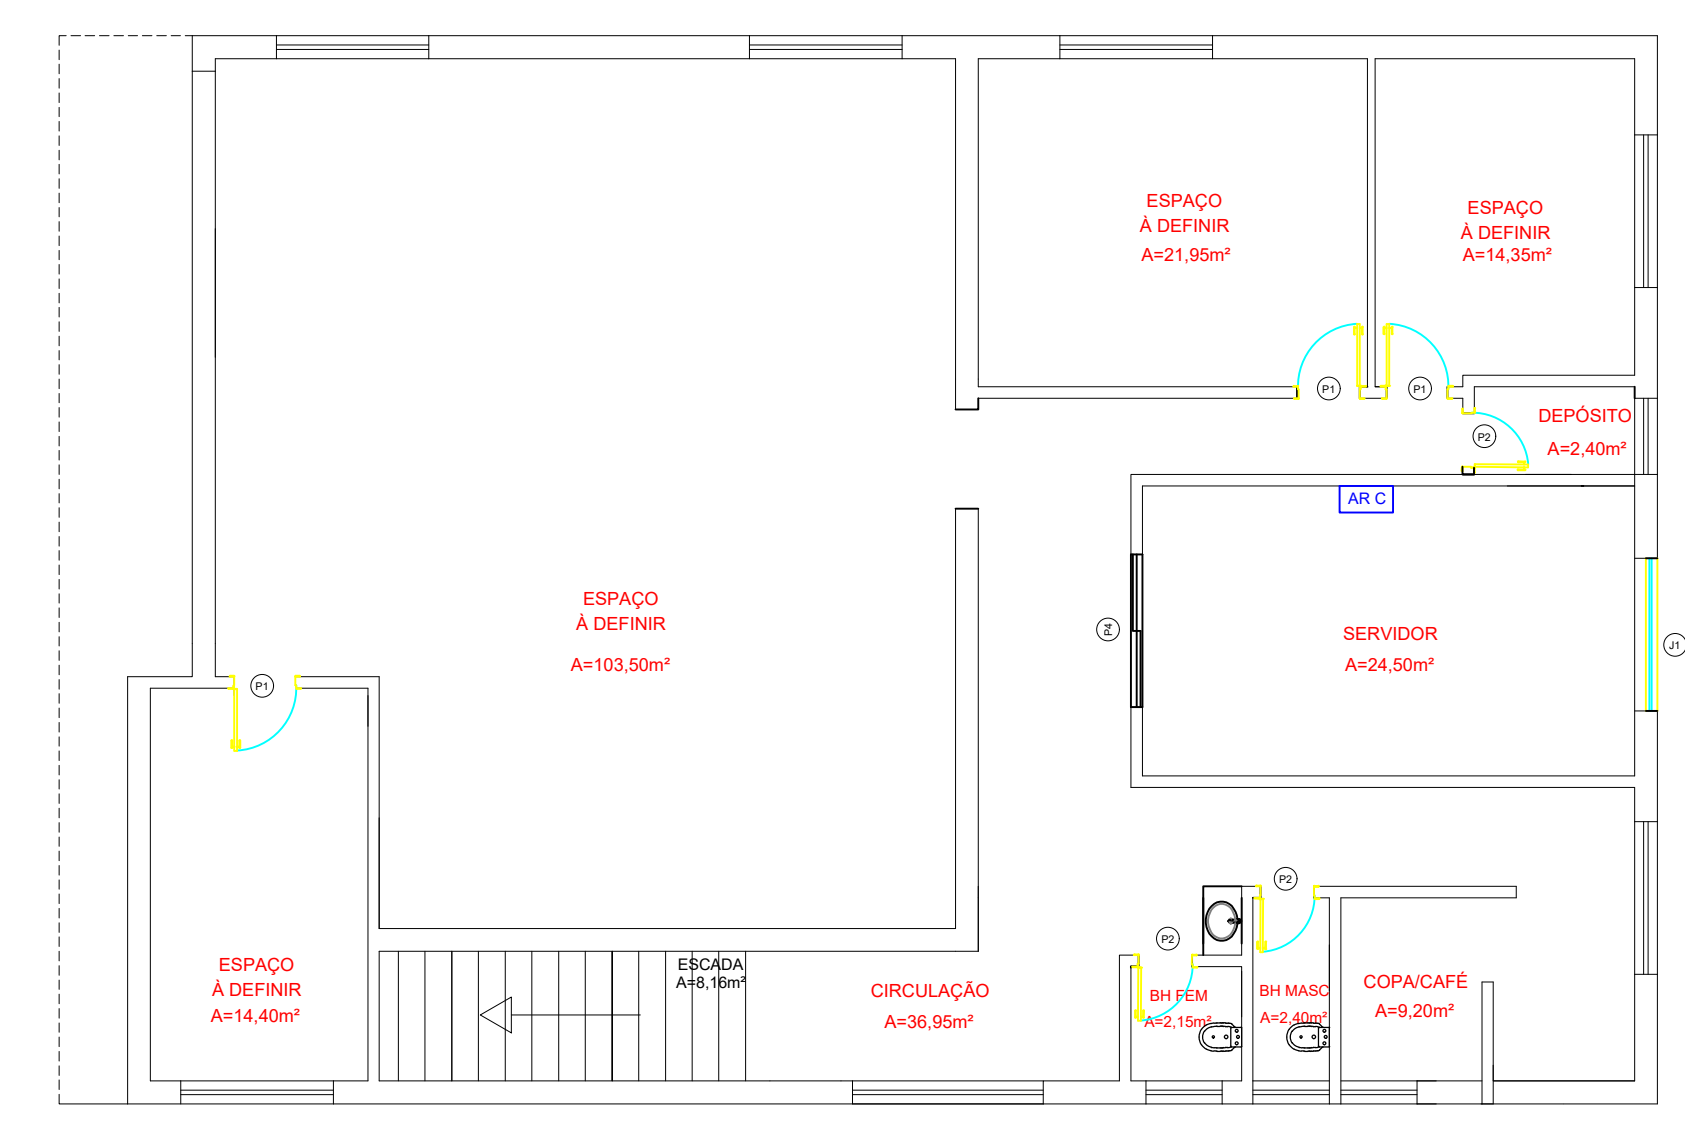 ESPAÇO
À DEFINIR
A=21,95m²
ESPAÇO
À DEFINIR
A=14,35m²
P1
P1
P2
DEPÓSITO
A=2,40m²
AR C
ESPAÇO
À DEFINIR
A=103,50m²
P4
SERVIDOR
A=24,50m²
J1
P1
P2
P2
ESPAÇO
À DEFINIR
A=14,40m²
ESCADA
A=8,16m²
CIRCULAÇÃO
A=36,95m²
BH FEM
A=2,15m²
BH MASC
A=2,40m²
COPA/CAFÉ
A=9,20m²